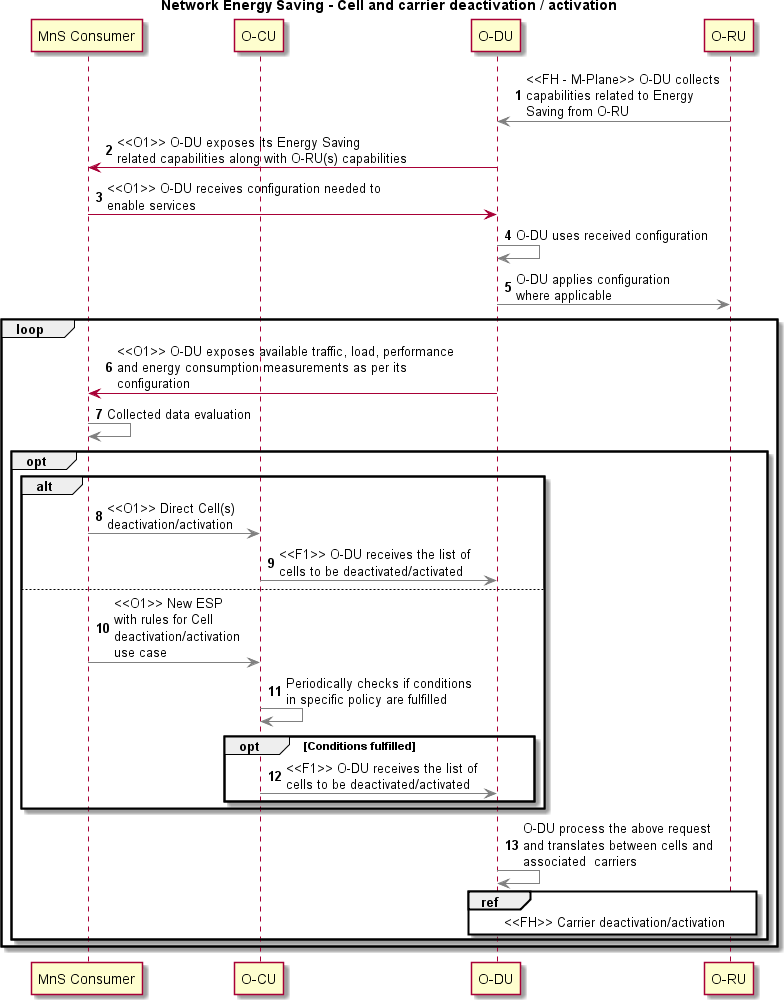 Network Energy Saving - Cell and carrier deactivation / activation
MnS Consumer
O-CU
O-DU
O-RU
<<FH - M-Plane>> O-DU collects
1 capabilities related to Energy
Saving from O-RU
2 <<O1>> O-DU exposes its Energy Saving
related capabilities along with O-RU(s) capabilities
3 <<O1>> O-DU receives configuration needed to
enable services
4 O-DU uses received configuration
5 O-DU applies configuration
where applicable
loop
<<O1>> O-DU exposes available traffic, load, performance
6 and energy consumption measurements as per its
configuration
7 Collected data evaluation
opt
alt
8 <<O1>> Direct Cell(s)
deactivation/activation
9 <<F1>> O-DU receives the list of
cells to be deactivated/activated
<<O1>> New ESP
with rules for Cell
10 deactivation/activation
use case
11 Periodically checks if conditions
in specific policy are fulfilled
opt [Conditions fulfilled]
12 <<F1>> O-DU receives the list of
cells to be deactivated/activated
O-DU process the above request
13 and translates between cells and
associated carriers
ref
<<FH>> Carrier deactivation/activation
MnS Consumer
O-CU
O-DU
O-RU